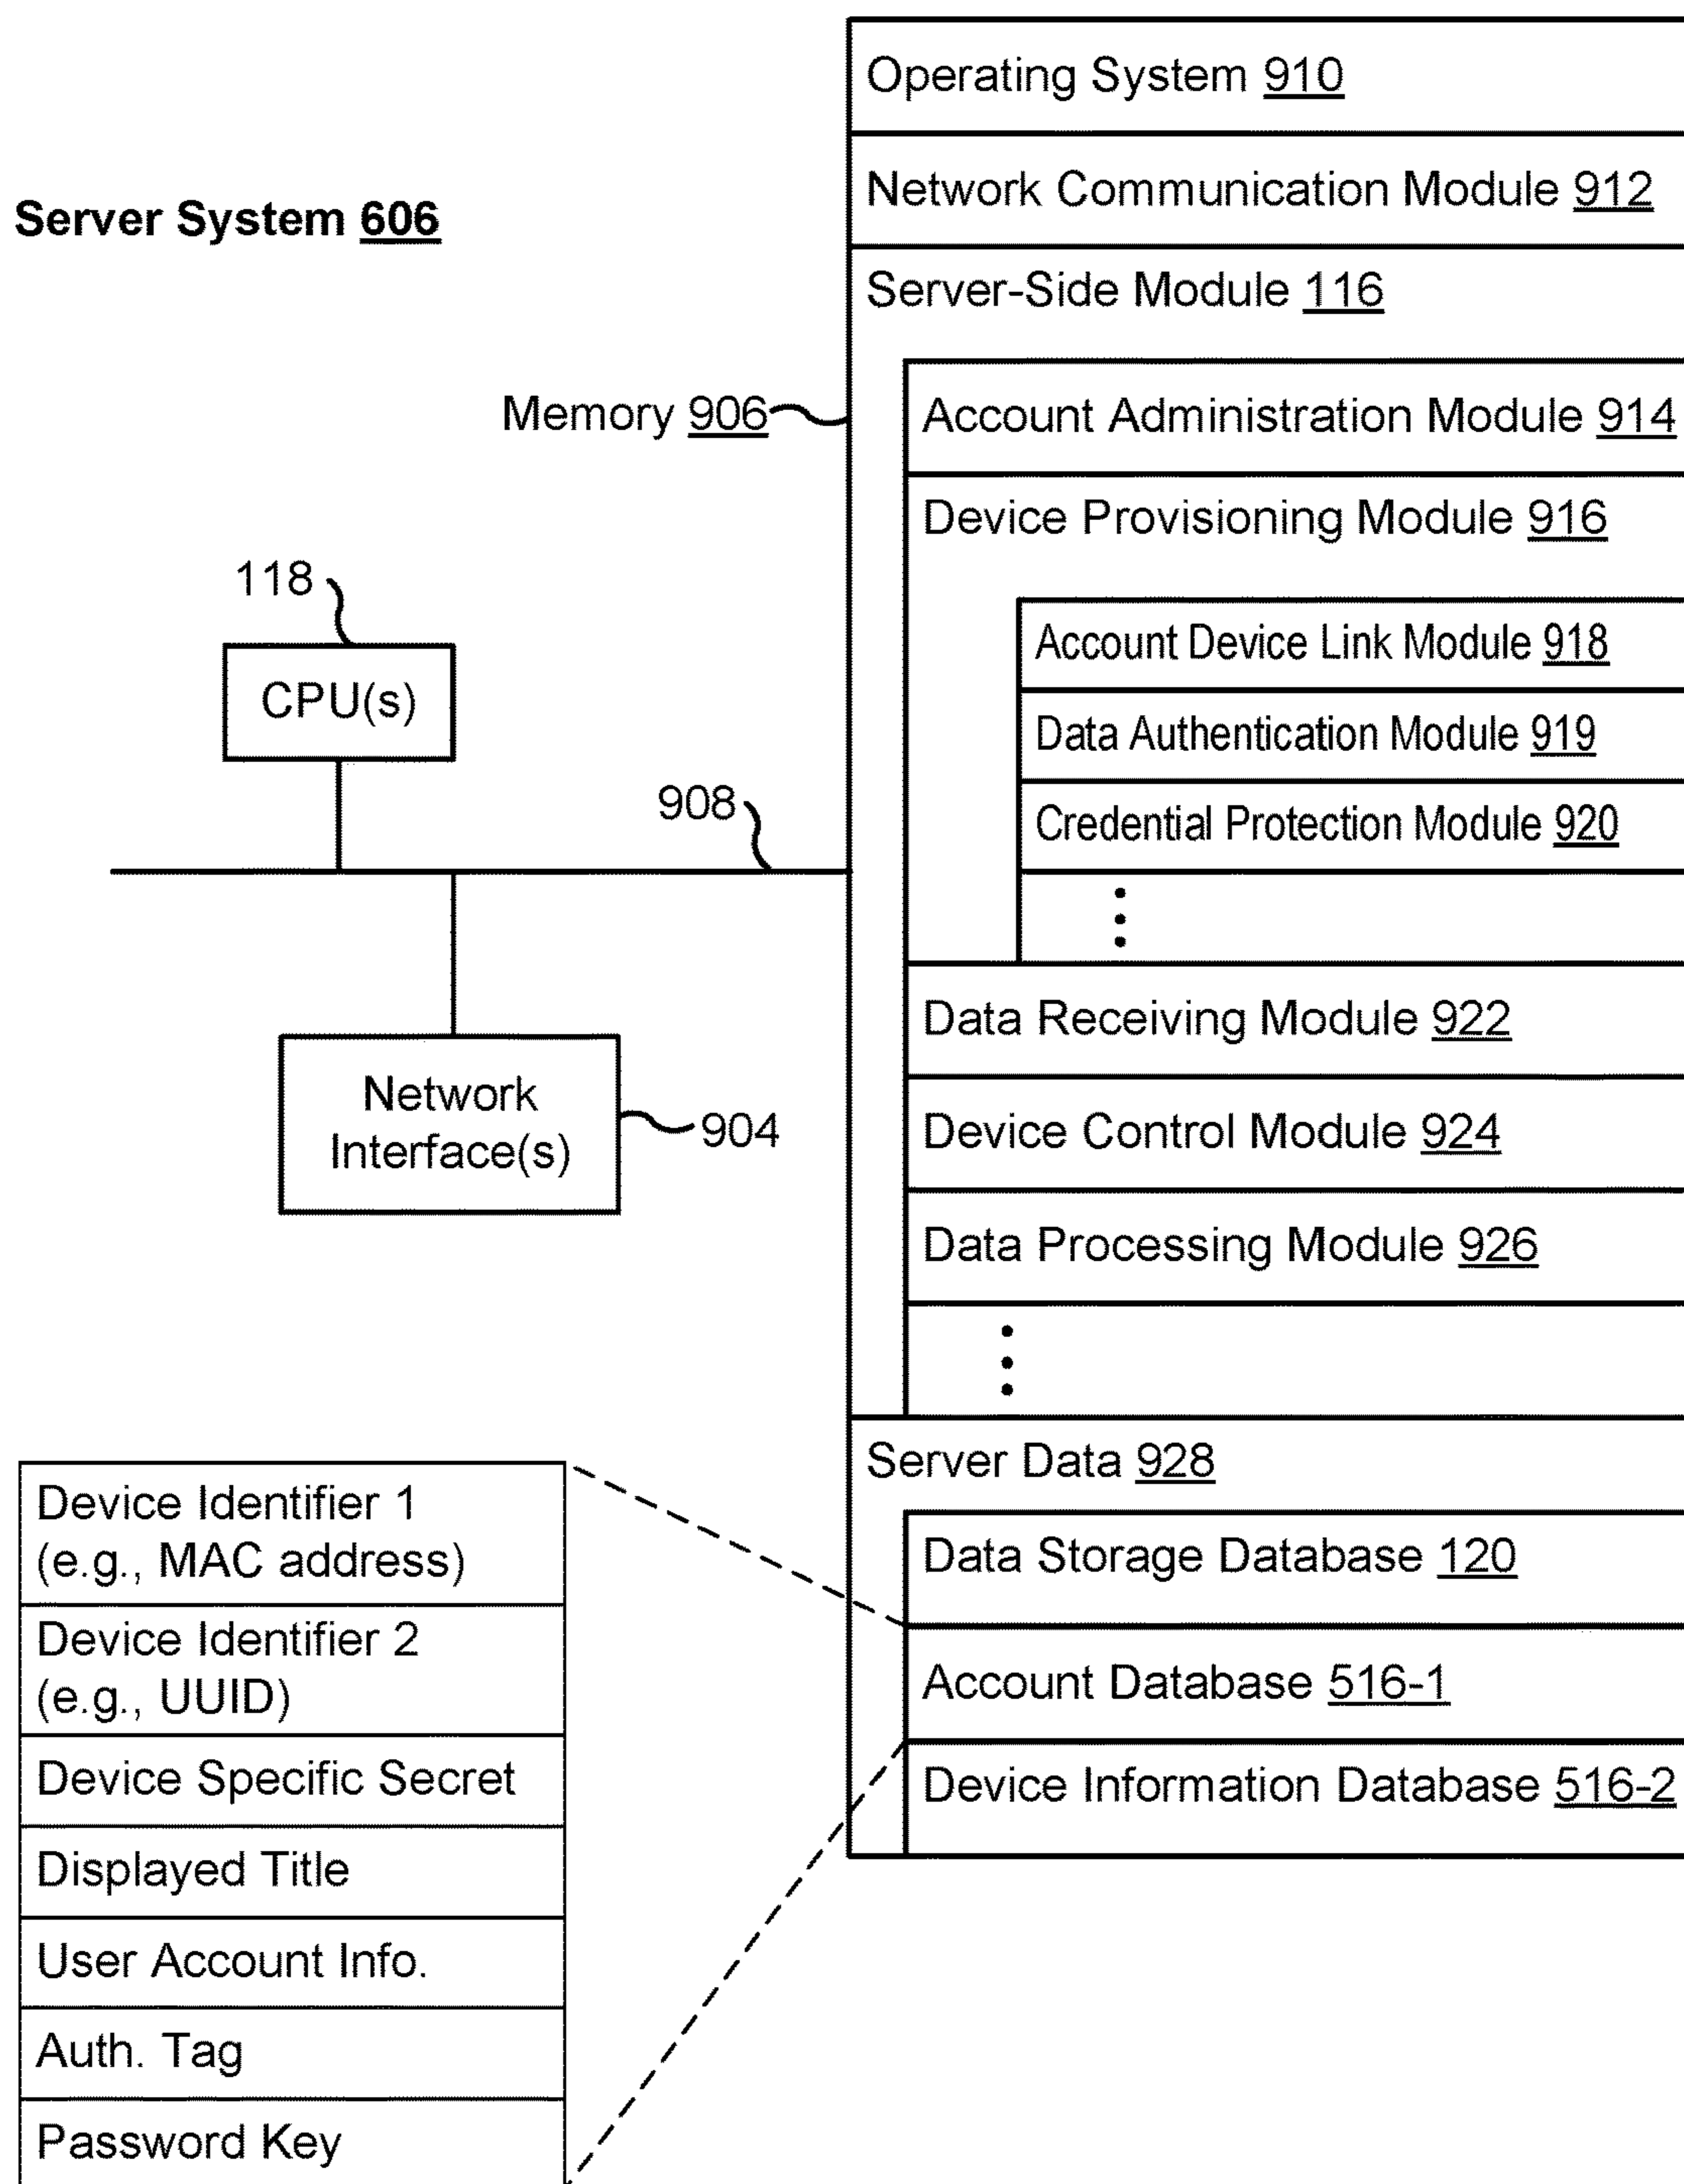 Server System 606
Operating System 910
Network Communication Module 912
Server-Side Module 116
Memory 906
Account Administration Module 914
Device Provisioning Module 916
Account Device Link Module 918
Data Authentication Module 919
Credential Protection Module 920
118
CPU(s)
908
Network
Interface(s)
904
Data Receiving Module 922
Device Control Module 924
Data Processing Module 926
Server Data 928
Data Storage Database 120
Account Database 516-1
Device Information Database 516-2
Device Identifier 1
(e.g., MAC address)
Device Identifier 2
(e.g., UUID)
Device Specific Secret
Displayed Title
User Account Info.
Auth. Tag
Password Key